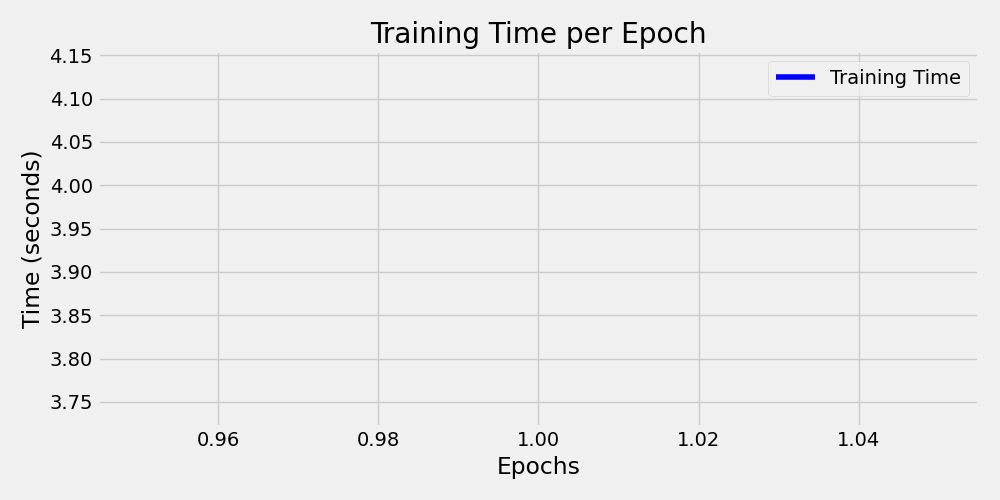 Training Time per Epoch
4.15
Training Time
4.10
4.05
4.00
3.95
3.90
3.85
3.80
3.75
Time (seconds)
0.96 0.98 1.00 1.02 1.04
Epochs